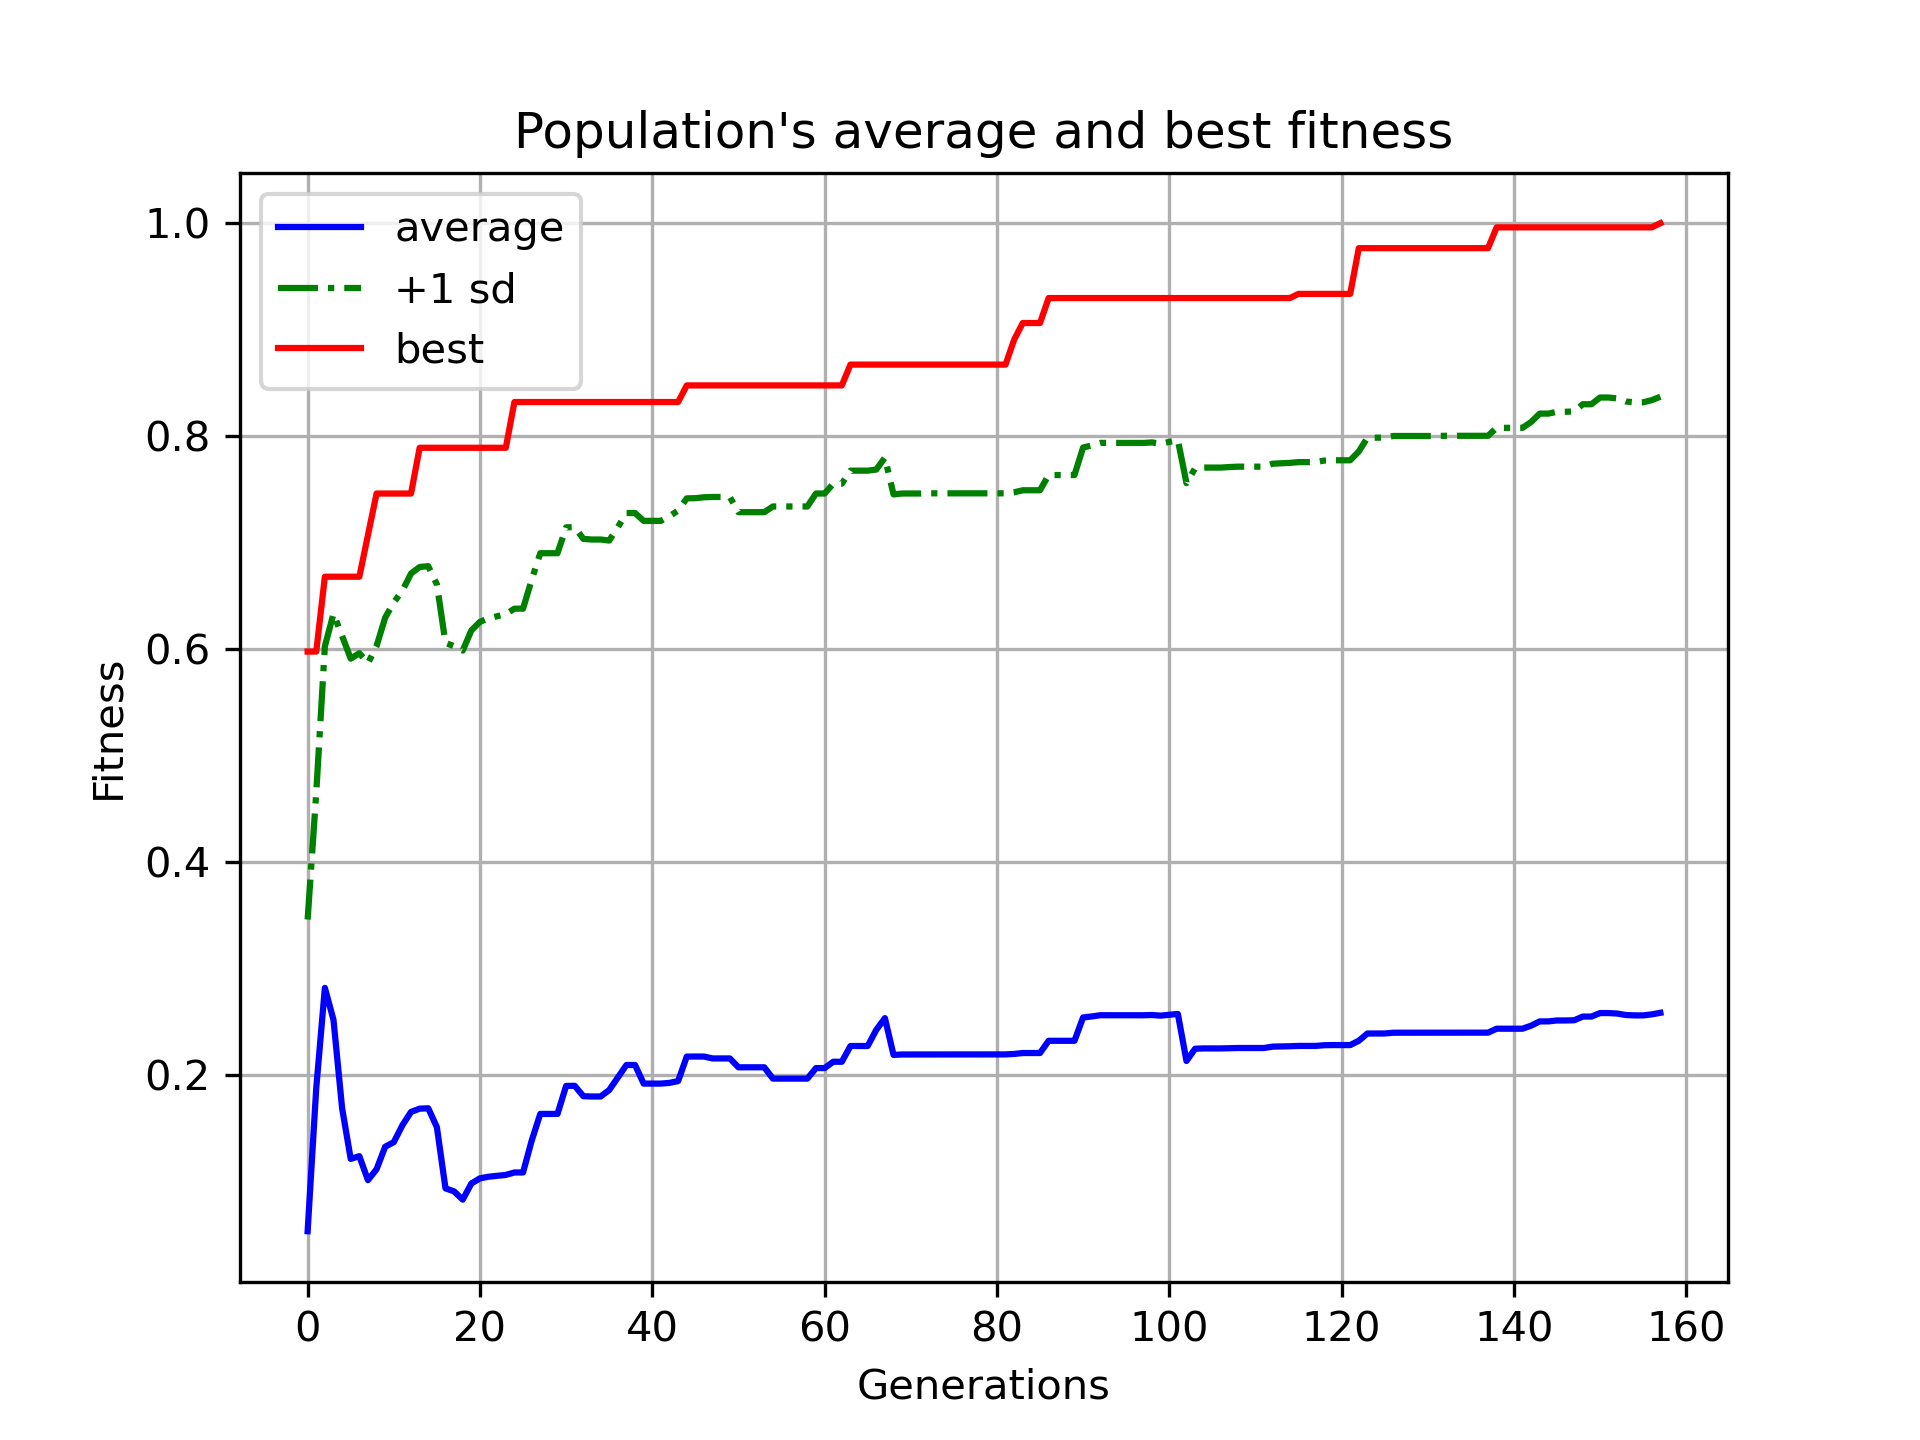 Population's average and best fitness
average
+1 sd
best
1.0
0.8
0.6
0.4
0.2
Fitness
0 20 40 60 80 100 120 140 160
Generations